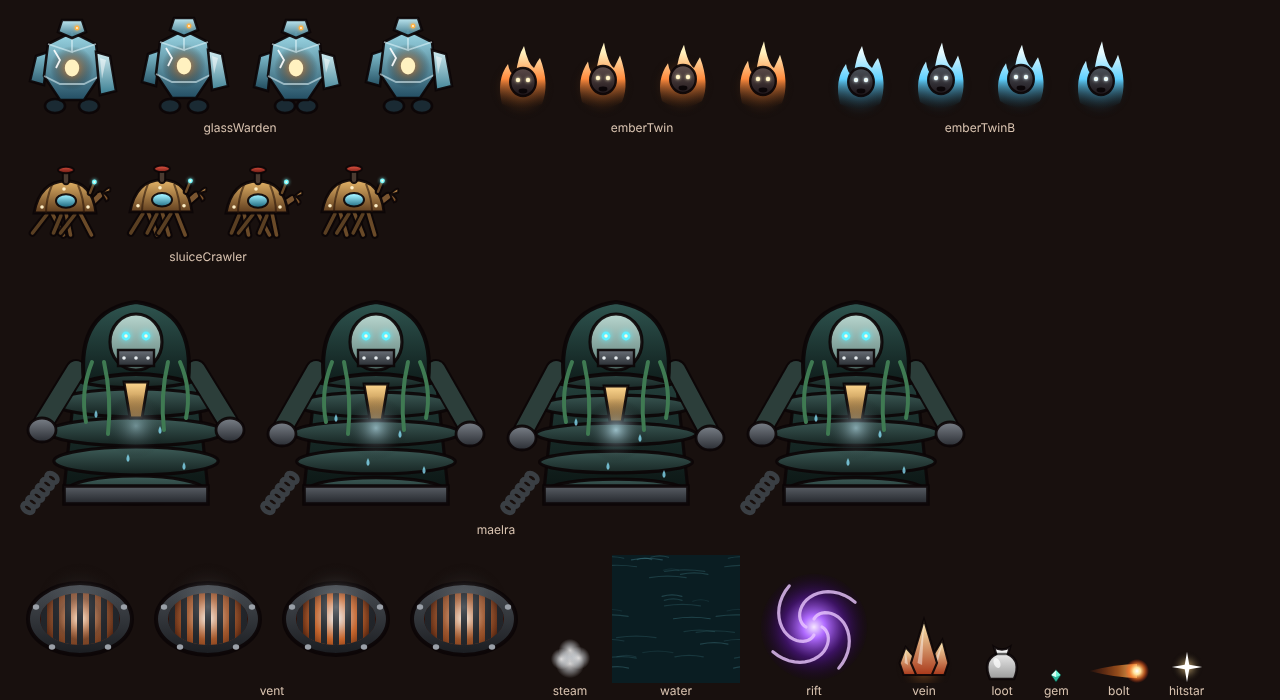 glassWarden
emberTwin
emberTwinB
sluiceCrawler
maelra
vent
steam
water
rift
vein
loot
gem
bolt
hitstar